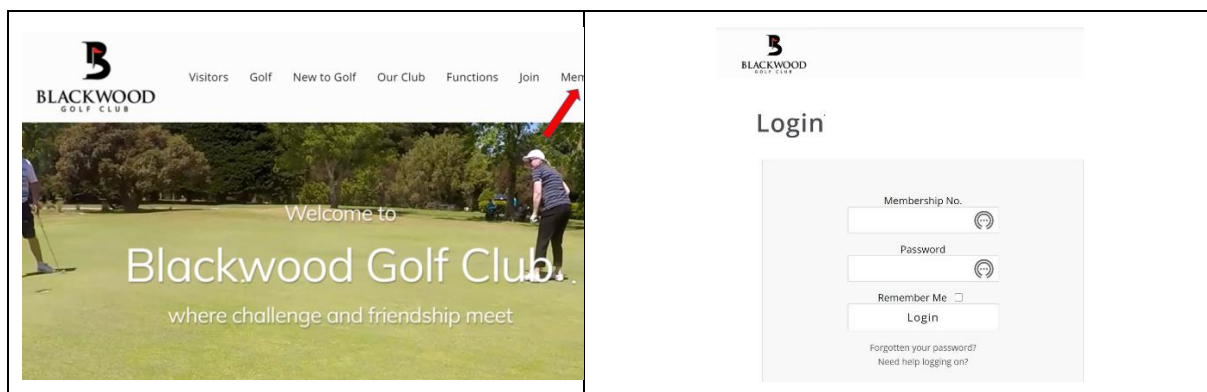 BLACKWOOD
GOLF CLUB
Visitors Golf New to Golf Our Club Functions Join Mem
Welcome to
Blackwood Golf Club
where challenge and friendship meet
BLACKWOOD
GOLF CLUB
Login
Membership No.
Password
Remember Me
Login
Forgotten your password?
Need help logging on?